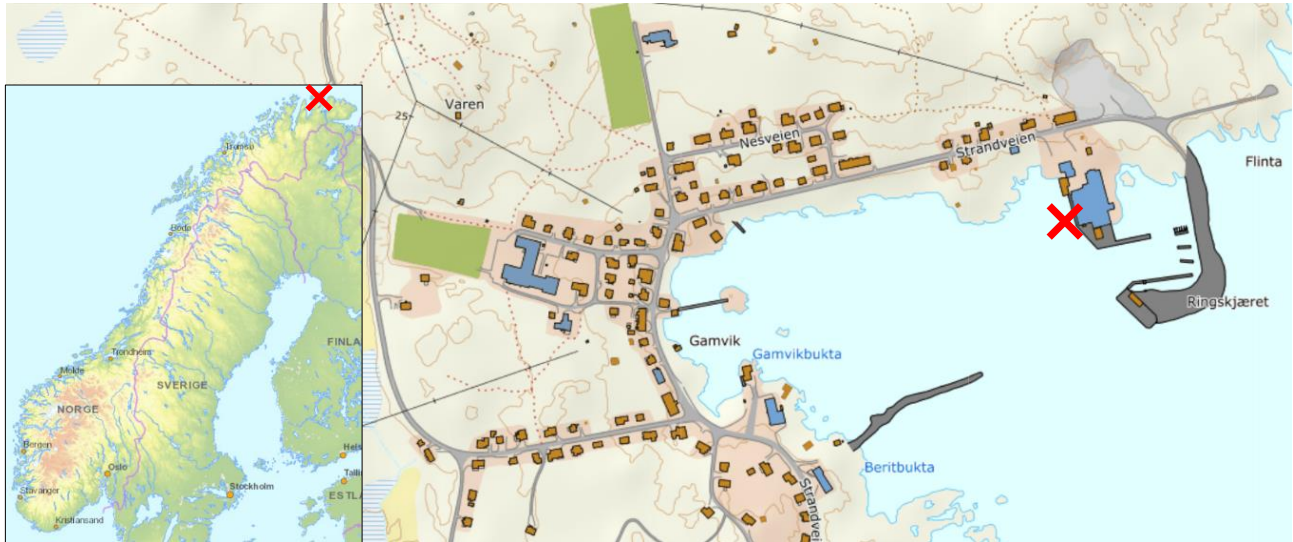 Varen
25
Nesveien
Strandveien
Flinta
Ringskjæret
Gamvik
Gamvikbukta
Beritbukta
Strandvei
Tromsø
Bodø
Trondheim
Molde
FINLA
SVERIGE
NORGE
Bergen
Oslo
Hels
Tallin
Stavanger
Stockholm
ESTLA
Kristiansand